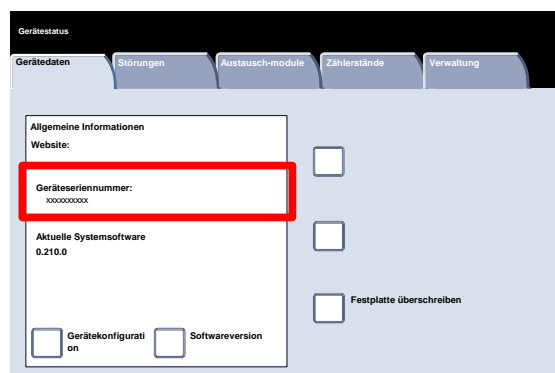 Gerätestatus
Gerätedaten
Störungen
Austausch-module
Zählerstände
Verwaltung
Allgemeine Informationen
Website:
Geräteseriennummer:
xxxxxxxxxx
Aktuelle Systemsoftware
0.210.0
Gerätekonfigurati
on
Softwareversion
Festplatte überschreiben